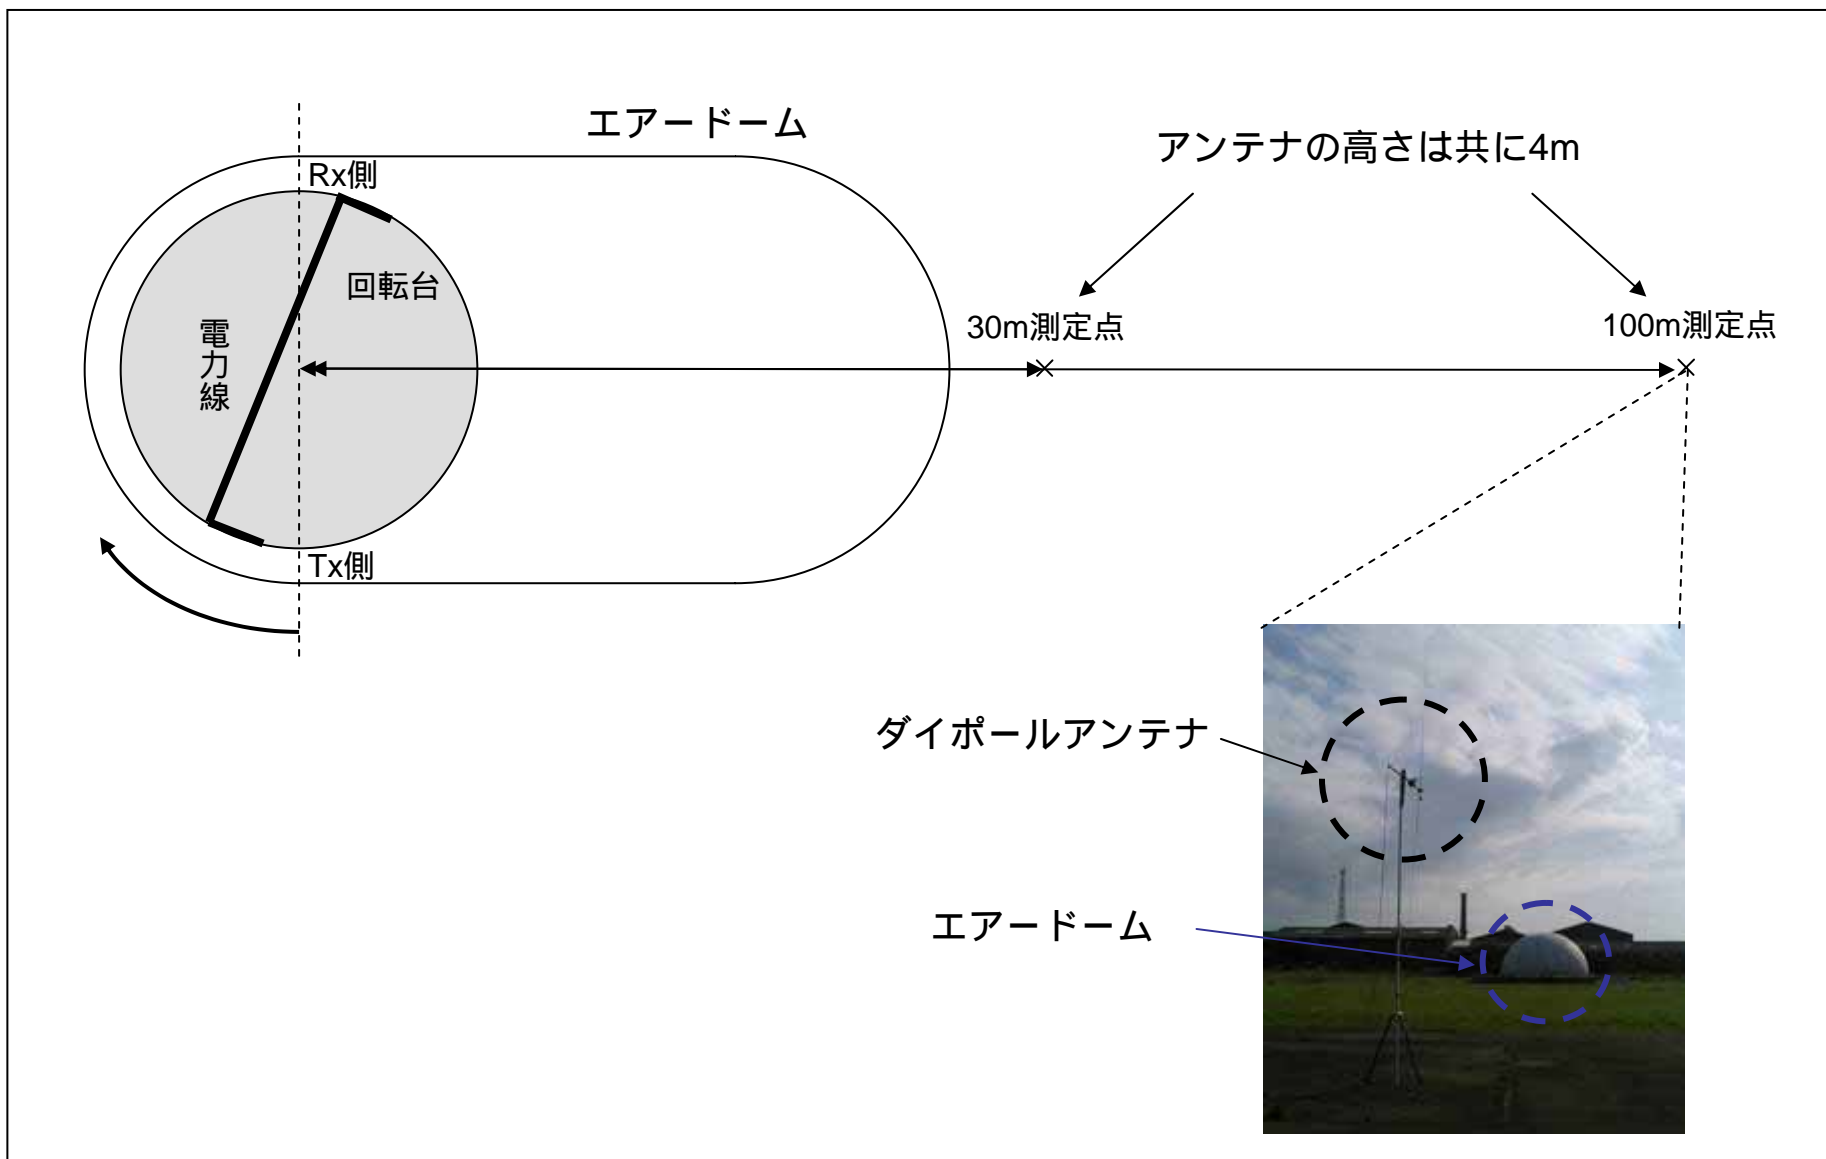 エアードーム
アンテナの高さは共に4m
Rx側
回転台
電力線
30m測定点
100m測定点
Tx側
ダイポールアンテナ
エアードーム